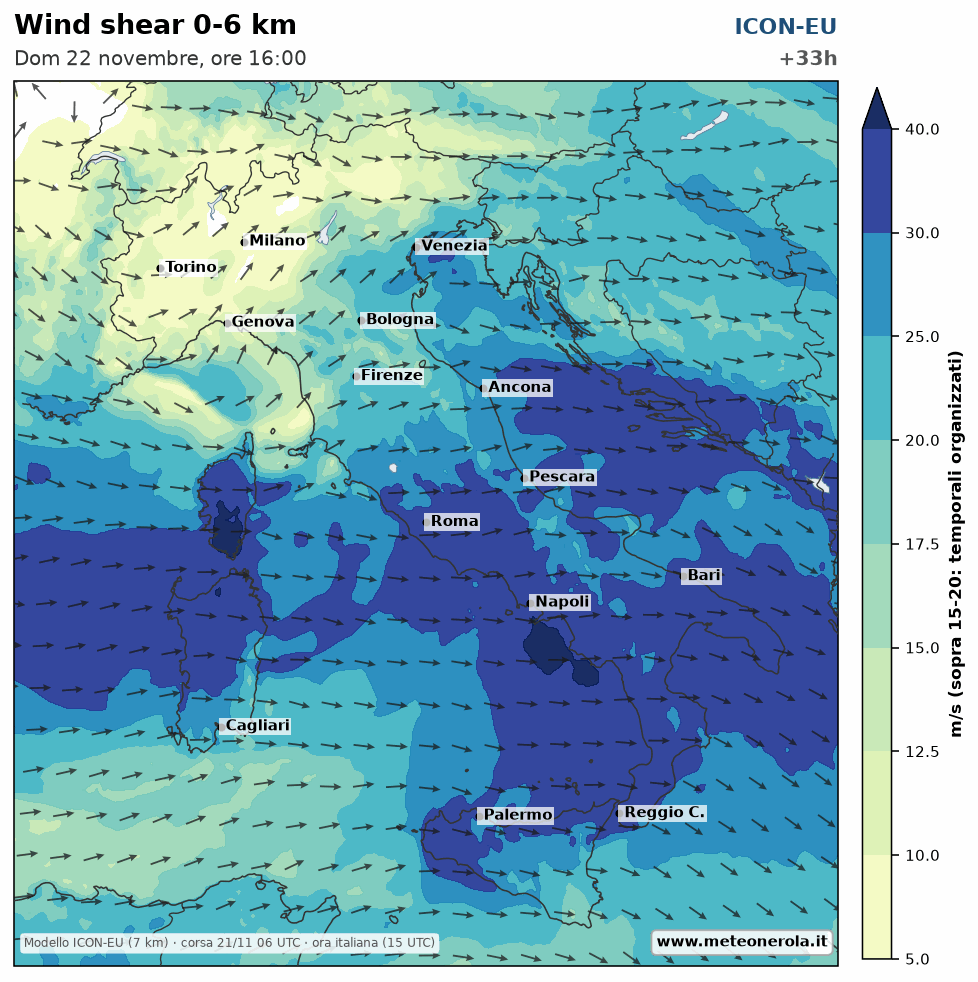 Wind shear 0-6 km
ICON-EU
Dom 22 novembre, ore 16:00
+33h
40.0
30.0
25.0
20.0
17.5
15.0
12.5
10.0
5.0
m/s (sopra 15-20: temporali organizzati)
Milano
Venezia
Torino
Genova
Bologna
Firenze
Ancona
Pescara
Roma
Bari
Napoli
Cagliari
Palermo
Reggio C.
Modello ICON-EU (7 km) · corsa 21/11 06 UTC · ora italiana (15 UTC)
www.meteonerola.it